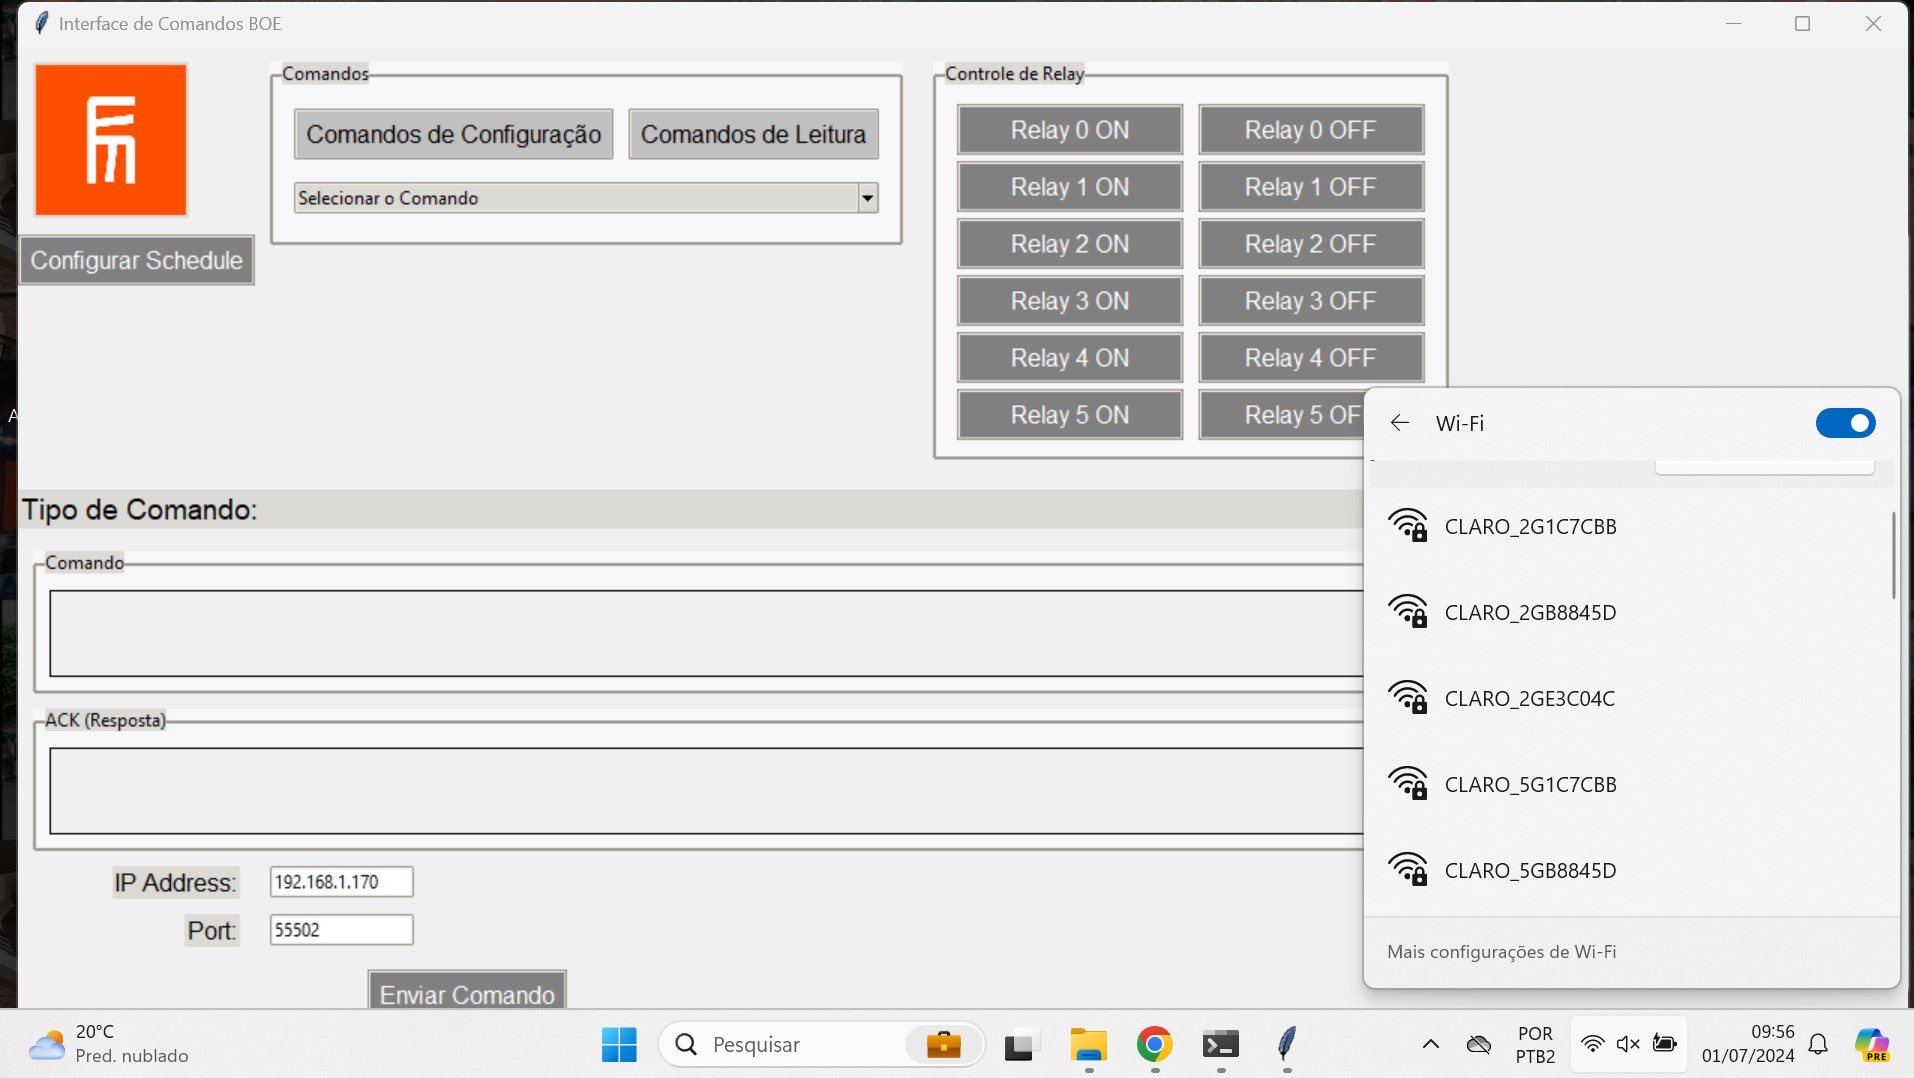 Interface de Comandos BOE
Comandos
Comandos de Configuração
Comandos de Leitura
Selecionar o Comando
Configurar Schedule
Controle de Relay
Relay 0 ON
Relay 0 OFF
Relay 1 ON
Relay 1 OFF
Relay 2 ON
Relay 2 OFF
Relay 3 ON
Relay 3 OFF
Relay 4 ON
Relay 4 OFF
Relay 5 ON
Relay 5 OF
A
Tipo de Comando:
Comando
ACK (Resposta)
IP Address:
192.168.1.170
Port:
55502
Enviar Comando
Wi-Fi
CLARO_2G1C7CBB
CLARO_2GB8845D
CLARO_2GE3C04C
CLARO_5G1C7CBB
CLARO_5GB8845D
Mais configurações de Wi-Fi
20°C
Pred. nublado
Pesquisar
POR
PTB2
09:56
01/07/2024
PRE